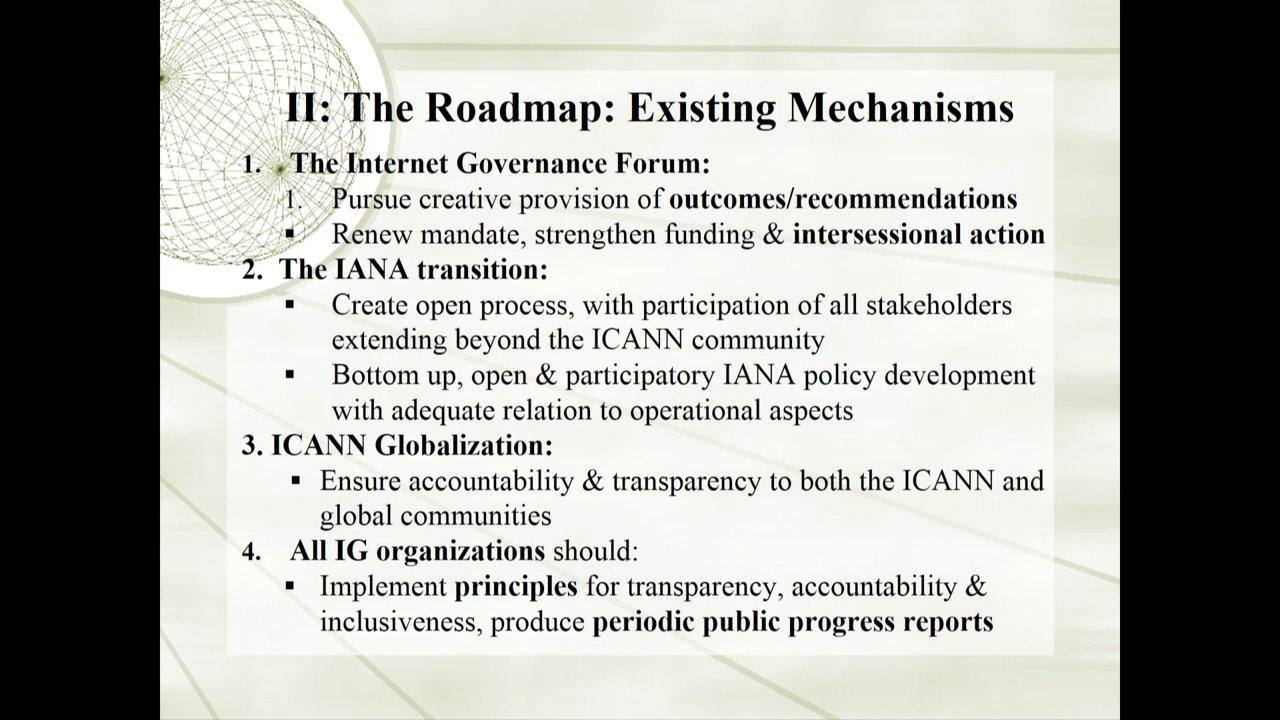 II: The Roadmap: Existing Mechanisms
1. The Internet Governance Forum:
1. Pursue creative provision of outcomes/recommendations
▪ Renew mandate, strengthen funding & intersessional action
2. The IANA transition:
▪ Create open process, with participation of all stakeholders
extending beyond the ICANN community
▪ Bottom up, open & participatory IANA policy development
with adequate relation to operational aspects
3. ICANN Globalization:
▪ Ensure accountability & transparency to both the ICANN and
global communities
4. All IG organizations should:
▪ Implement principles for transparency, accountability &
inclusiveness, produce periodic public progress reports